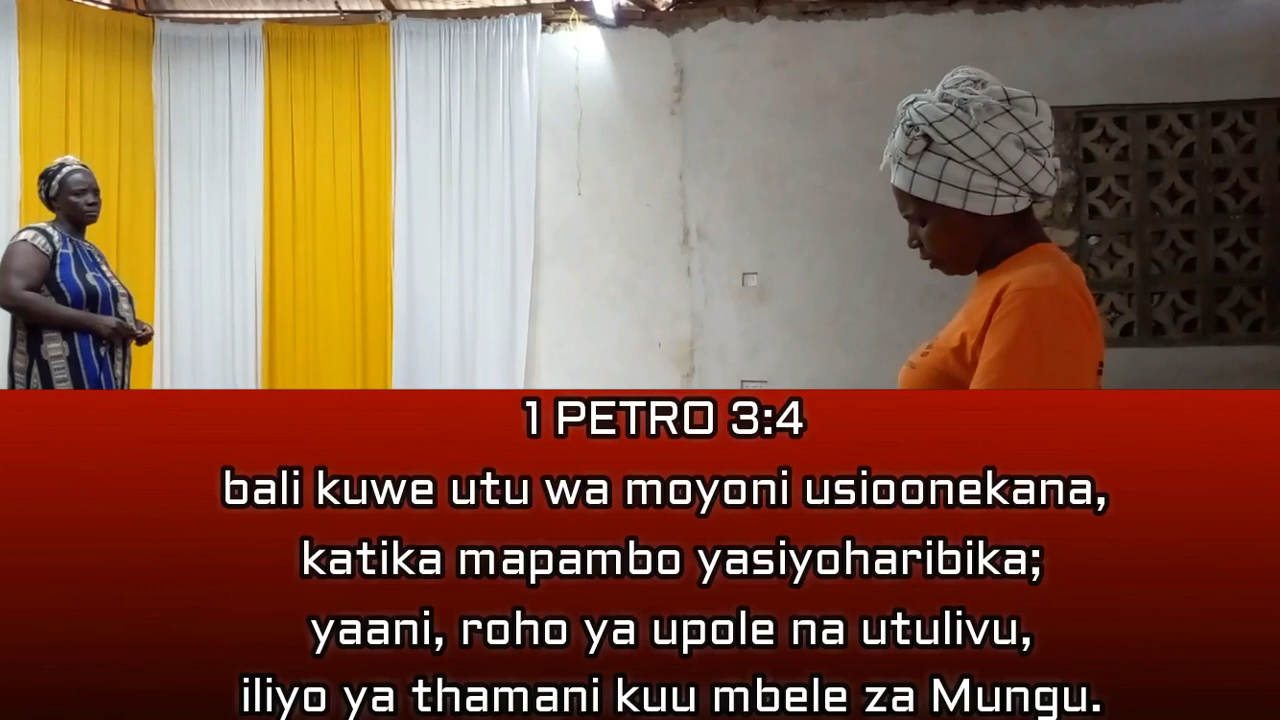 1 PETRO 3:4
bali kuwe utu wa moyoni usioonekana,
katika mapambo yasiyoharibika;
yaani, roho ya upole na utulivu,
iliyo ya thamani kuu mbele za Mungu.